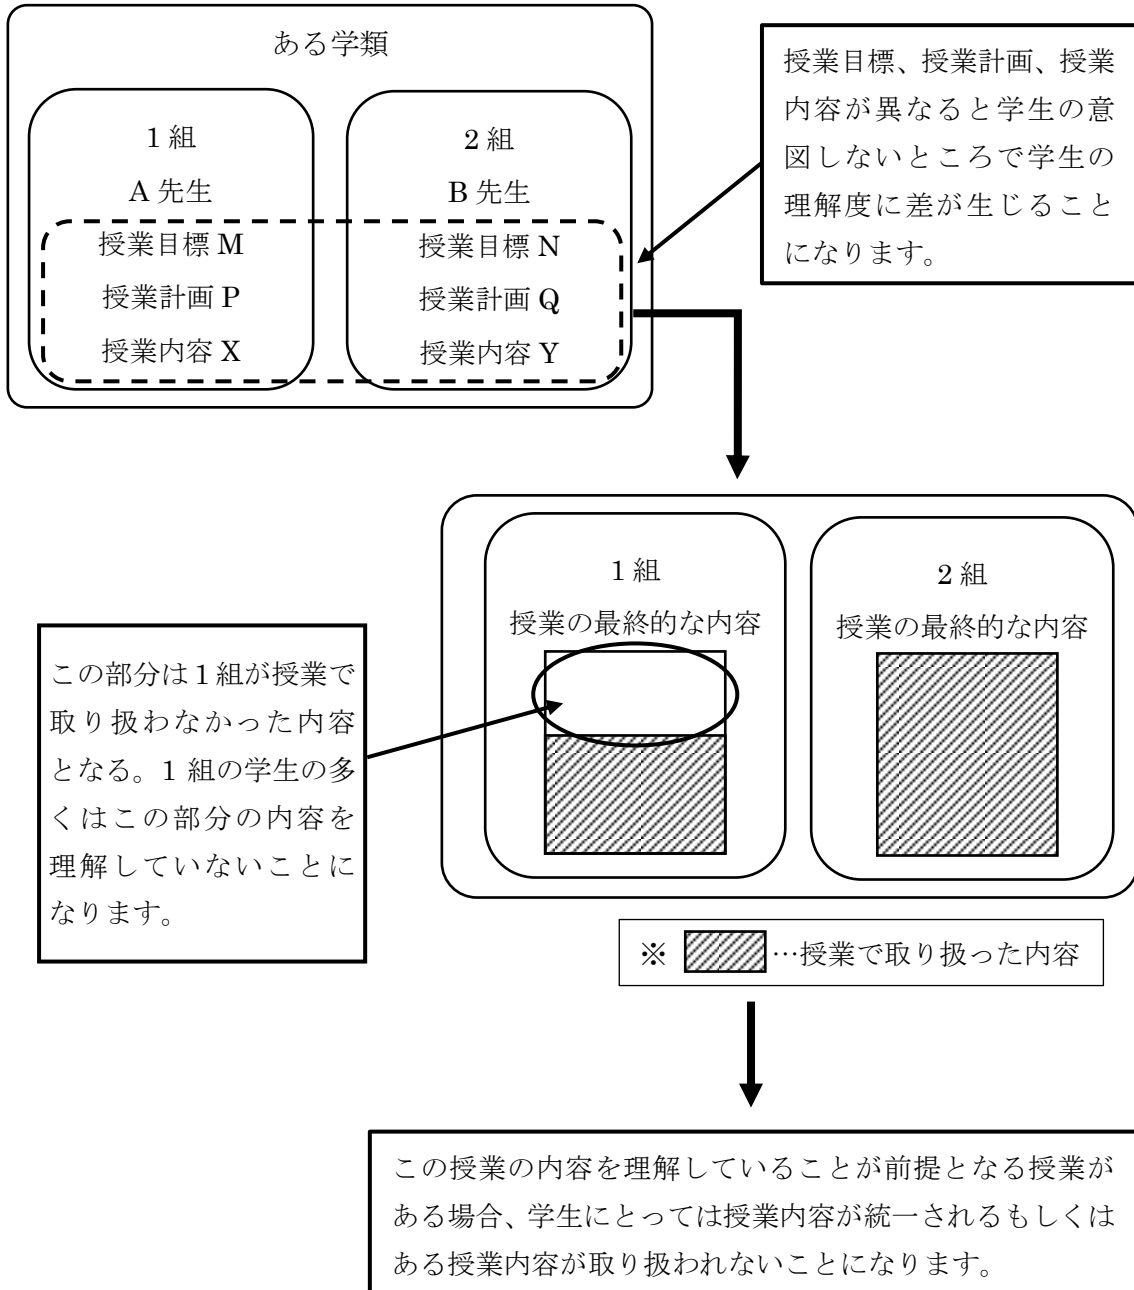 ある学類
1 組
A 先生
授業目標 M
授業計画 P
授業内容 X
2 組
B 先生
授業目標 N
授業計画 Q
授業内容 Y
授業目標、授業計画、授業
内容が異なると学生の意
図しないところで学生の
理解度に差が生じること
になります。
1 組
授業の最終的な内容
2 組
授業の最終的な内容
この部分は 1 組が授業で
取り扱わなかった内容
となる。1 組の学生の多
くはこの部分の内容を
理解していないことに
なります。
※ …授業で取り扱った内容
この授業の内容を理解していることが前提となる授業が
ある場合、学生にとっては授業内容が統一されるもしくは
ある授業内容が取り扱われないことになります。